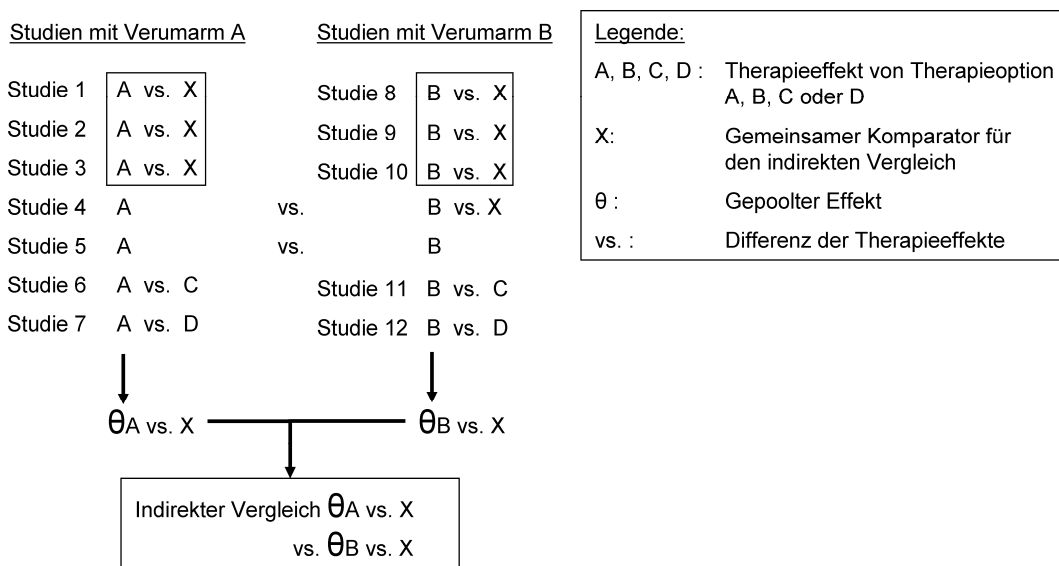 Studien mit Verumarm A
Studien mit Verumarm B
Studie 1 A vs. X
Studie 8 B vs. X
Studie 2 A vs. X
Studie 9 B vs. X
Studie 3 A vs. X
Studie 10 B vs. X
Studie 4 A vs. B vs. X
Studie 5 A vs. B
Studie 6 A vs. C
Studie 11 B vs. C
Studie 7 A vs. D
Studie 12 B vs. D
θA vs. X
θB vs. X
Indirekter Vergleich θA vs. X
vs. θB vs. X
Legende:
A, B, C, D : Therapieeffekt von Therapieoption
A, B, C oder D
X: Gemeinsamer Komparator für
den indirekten Vergleich
θ : Gepoolter Effekt
vs. : Differenz der Therapieeffekte